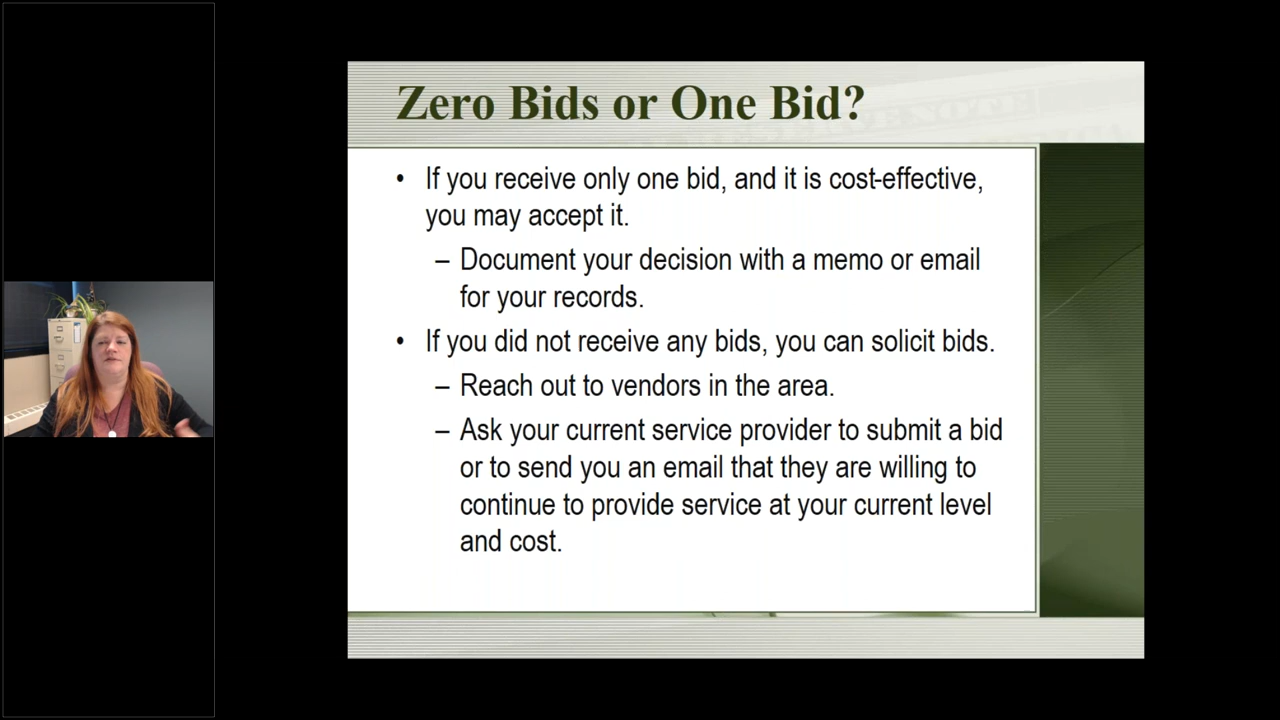 Zero Bids or One Bid?
• If you receive only one bid, and it is cost-effective,
you may accept it.
– Document your decision with a memo or email
for your records.
• If you did not receive any bids, you can solicit bids.
– Reach out to vendors in the area.
– Ask your current service provider to submit a bid
or to send you an email that they are willing to
continue to provide service at your current level
and cost.